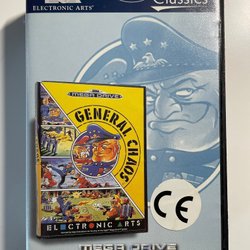 Classics
ELECTRONIC ARTS®
MEGA DRIVE
GENERAL CHAOS
ELECTRONIC ARTS
CE
MEGA DRIVE